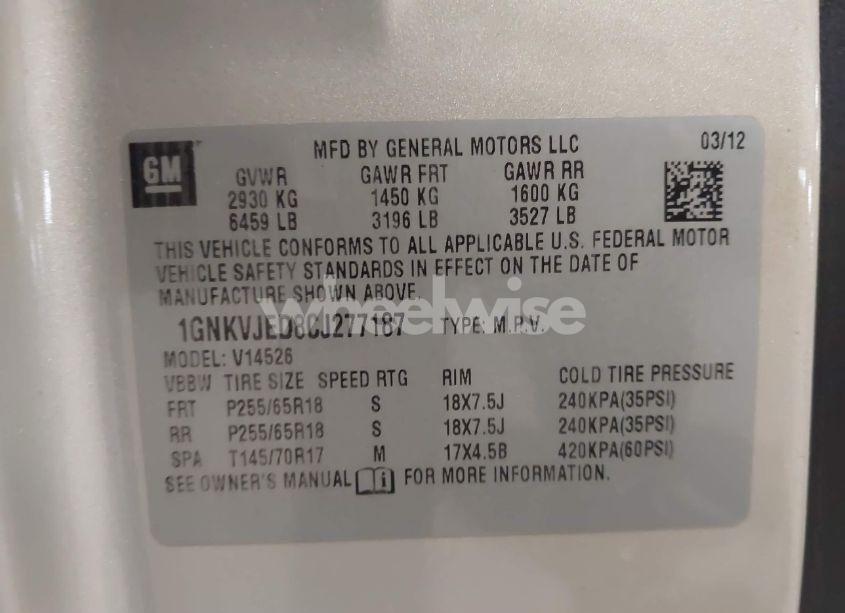 GM
MFD BY GENERAL MOTORS LLC 03/12
GVWR GAWR FRT GAWR RR
2930 KG 1450 KG 1600 KG
6459 LB 3196 LB 3527 LB
THIS VEHICLE CONFORMS TO ALL APPLICABLE U.S. FEDERAL MOTOR
VEHICLE SAFETY STANDARDS IN EFFECT ON THE DATE OF
MANUFACTURE SHOWN ABOVE.
wheelwise
1GNKVJED8CJ277187 TYPE: M.P.V.
MODEL: V14526
VBBW TIRE SIZE SPEED RTG RIM COLD TIRE PRESSURE
FRT P255/65R18 S 18X7.5J 240KPA(35PSI)
RR P255/65R18 S 18X7.5J 240KPA(35PSI)
SPA T145/70R17 M 17X4.5B 420KPA(60PSI)
SEE OWNER'S MANUAL i FOR MORE INFORMATION.